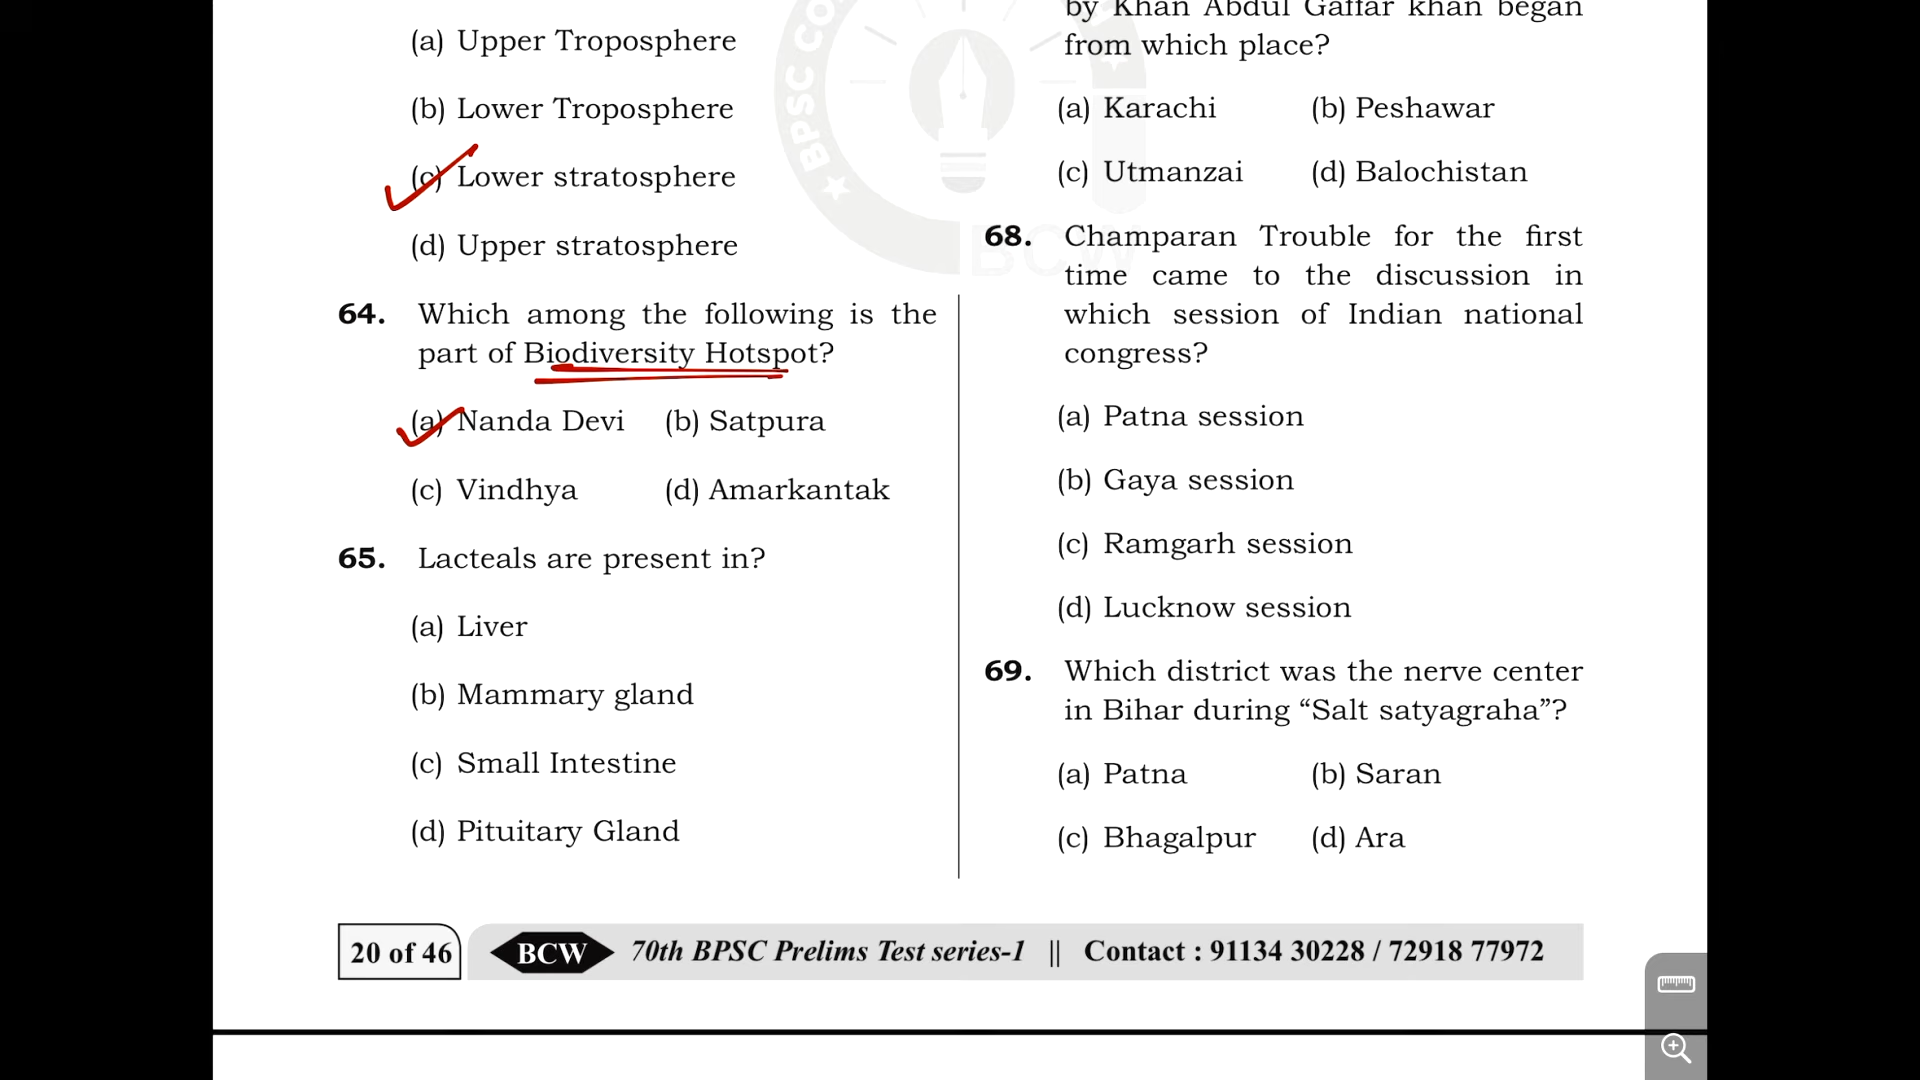 (a) Upper Troposphere
(b) Lower Troposphere
(c) Lower stratosphere
(d) Upper stratosphere
64. Which among the following is the
part of Biodiversity Hotspot?
(a) Nanda Devi (b) Satpura
(c) Vindhya (d) Amarkantak
65. Lacteals are present in?
(a) Liver
(b) Mammary gland
(c) Small Intestine
(d) Pituitary Gland
by Khan Abdul Gaffar khan began
from which place?
(a) Karachi (b) Peshawar
(c) Utmanzai (d) Balochistan
68. Champaran Trouble for the first
time came to the discussion in
which session of Indian national
congress?
(a) Patna session
(b) Gaya session
(c) Ramgarh session
(d) Lucknow session
69. Which district was the nerve center
in Bihar during “Salt satyagraha”?
(a) Patna (b) Saran
(c) Bhagalpur (d) Ara
BPSC CO
BCW
20 of 46 BCW 70th BPSC Prelims Test series-1 || Contact : 91134 30228 / 72918 77972